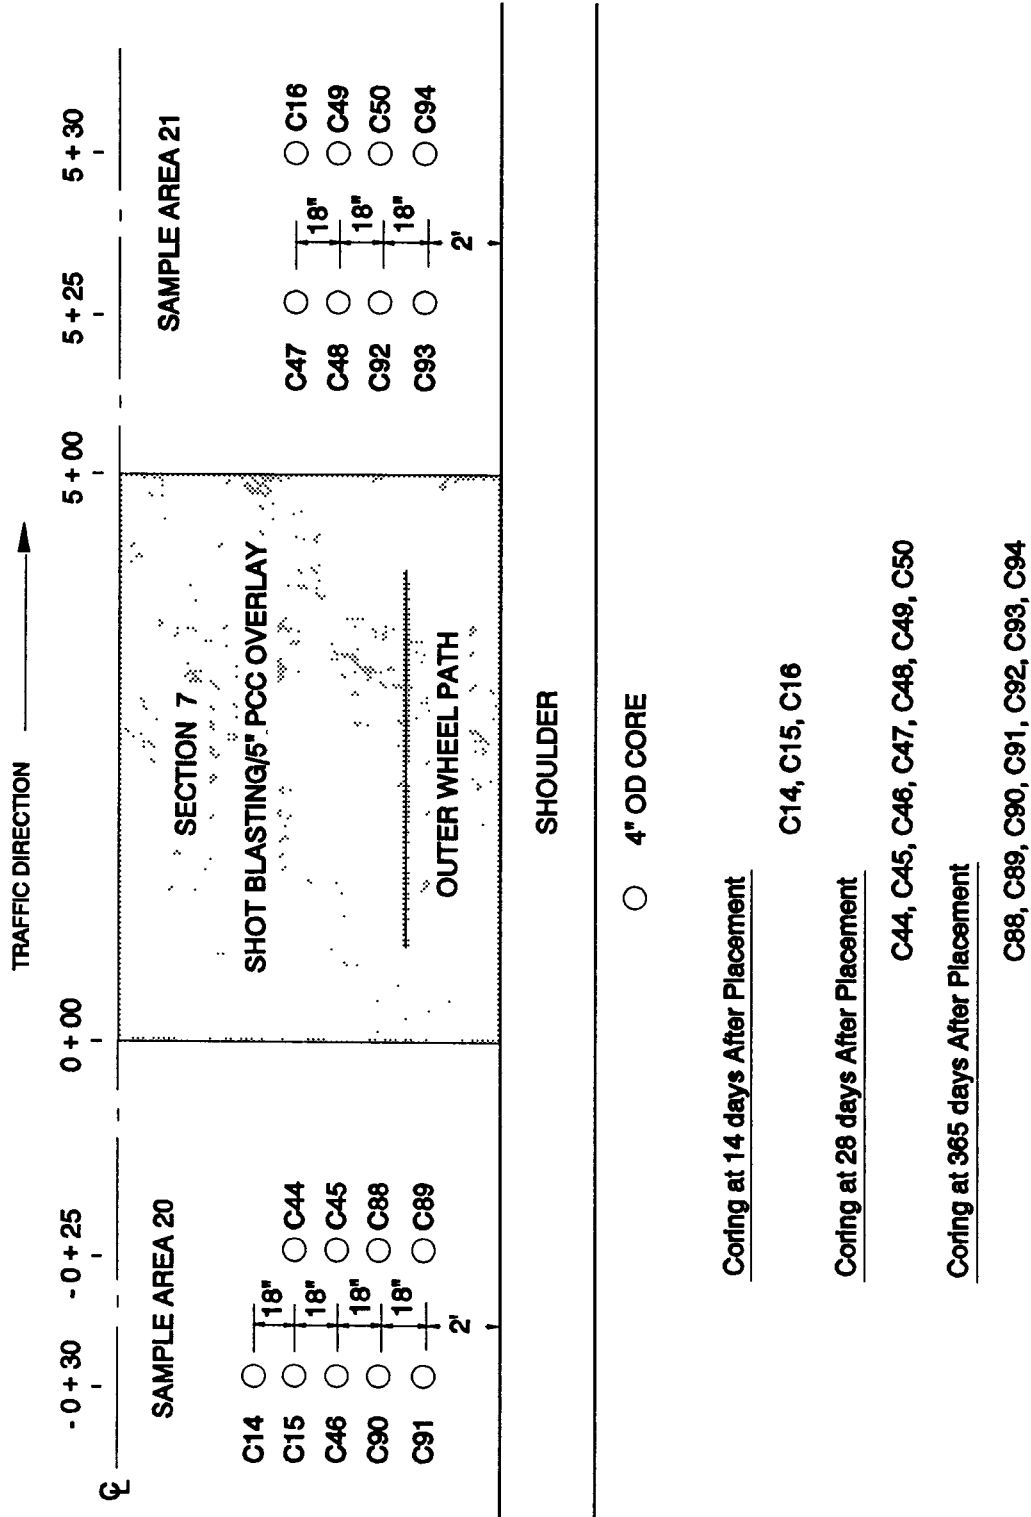 TRAFFIC DIRECTION
-0+30 -0+25 0+00 5+00 5+25 5+30
℄
SAMPLE AREA 20
SECTION 7
SAMPLE AREA 21
SHOT BLASTING/5" PCC OVERLAY
C14
18"
C15 C44
18"
C46 C45
18"
C90 C88
18"
C91 C89
2'
C47 C16
18"
C48 C49
18"
C92 C50
18"
C93 C94
2'
OUTER WHEEL PATH
SHOULDER
4" OD CORE
Coring at 14 days After Placement
C14, C15, C16
Coring at 28 days After Placement
C44, C45, C46, C47, C48, C49, C50
Coring at 365 days After Placement
C88, C89, C90, C91, C92, C93, C94